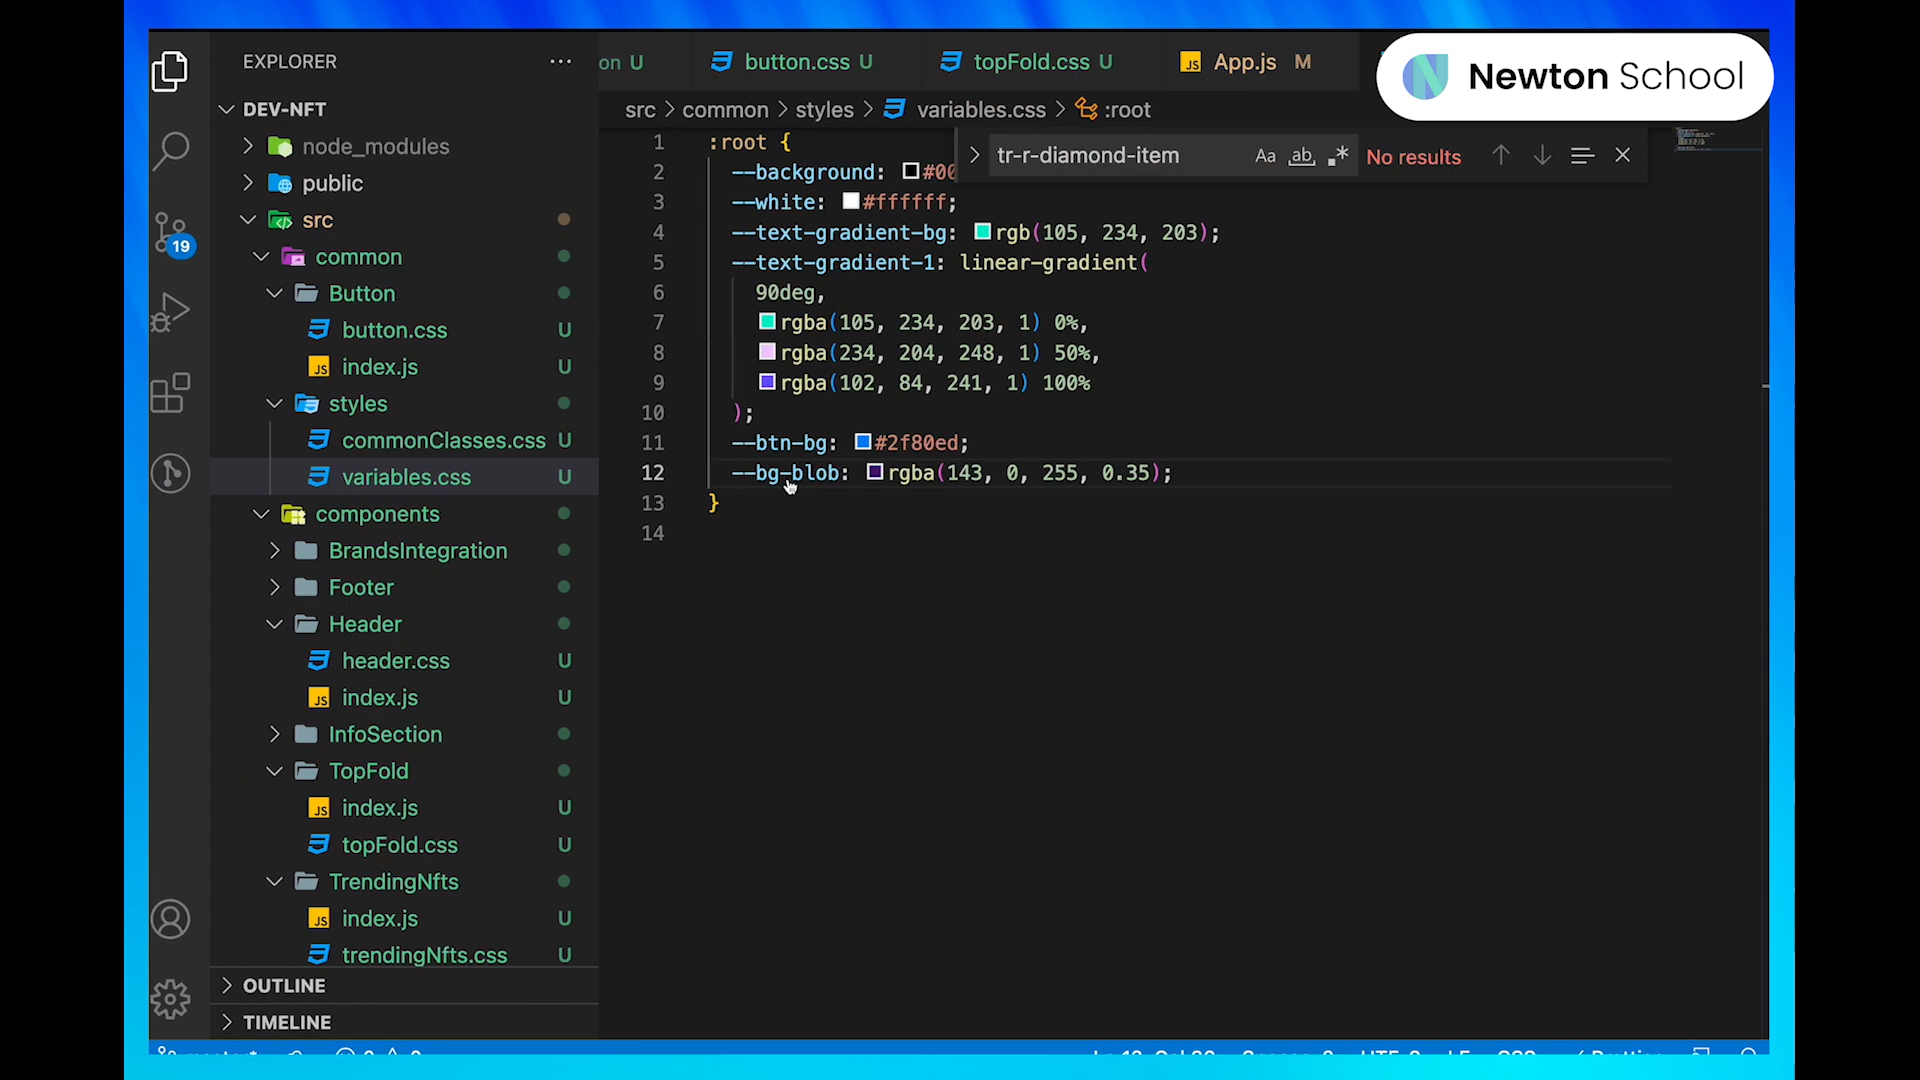 EXPLORER
on U
button.css U
topFold.css U
App.js M
Newton School
DEV-NFT
src > common > styles > variables.css > :root
node_modules
public
src
common
Button
button.css U
index.js U
styles
commonClasses.css U
variables.css U
components
BrandsIntegration
Footer
Header
header.css U
index.js U
InfoSection
TopFold
index.js U
topFold.css U
TrendingNfts
index.js U
trendingNfts.css U
OUTLINE
TIMELINE
19
tr-r-diamond-item
Aa ab No results
1 :root {
2 --background: #00
3 --white: #ffffff;
4 --text-gradient-bg: rgb(105, 234, 203);
5 --text-gradient-1: linear-gradient(
6 90deg,
7 rgba(105, 234, 203, 1) 0%,
8 rgba(234, 204, 248, 1) 50%,
9 rgba(102, 84, 241, 1) 100%
10 );
11 --btn-bg: #2f80ed;
12 --bg-blob: rgba(143, 0, 255, 0.35);
13 }
14